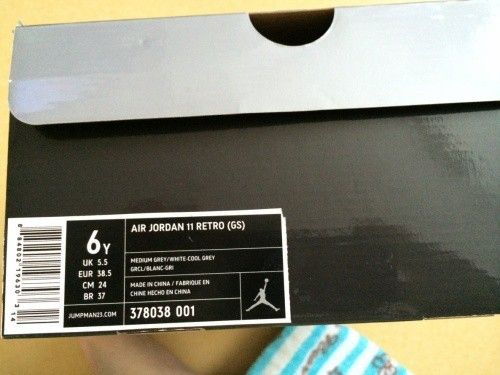 6Y
UK 5.5
EUR 38.5
CM 24
BR 37
JUMPMAN23.COM
AIR JORDAN 11 RETRO (GS)
MEDIUM GREY/WHITE-COOL GREY
GRCL/BLANC-GRI
MADE IN CHINA / FABRIQUE EN
CHINE HECHO EN CHINA
378038 001